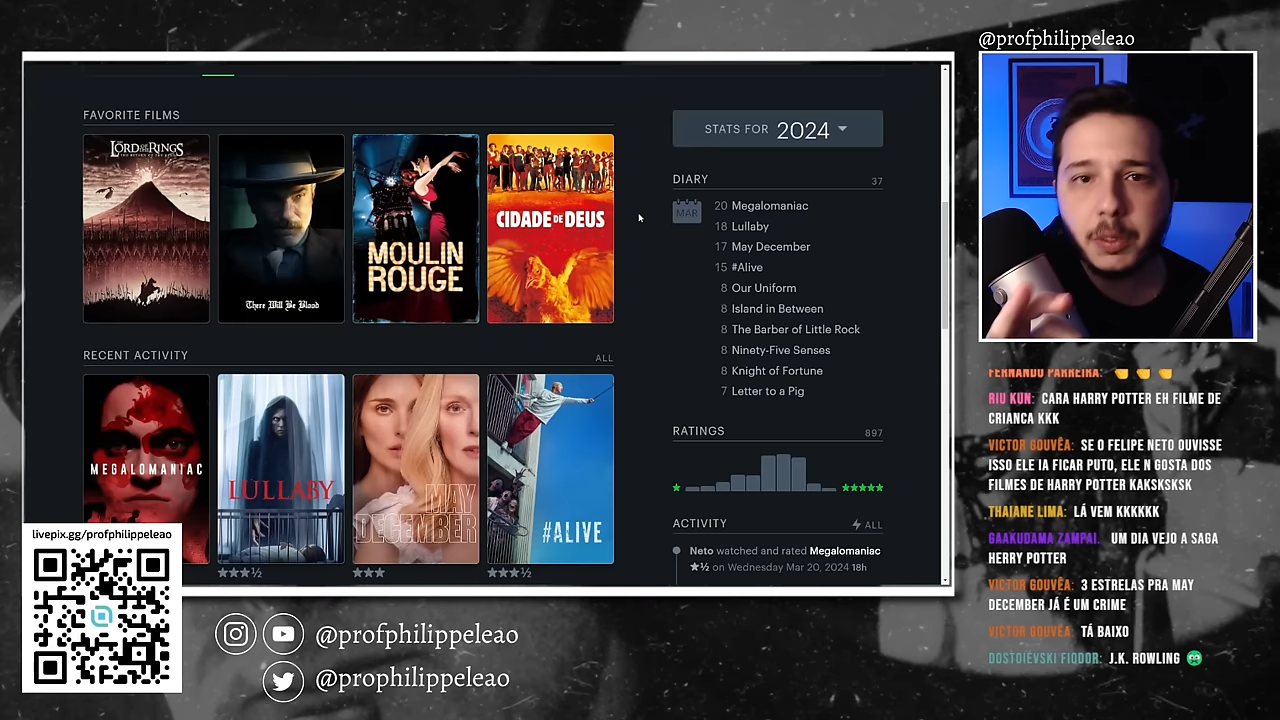 @profphilippeleao
FAVORITE FILMS
THE LORD OF THE RINGS
THE RETURN OF THE KING
There Will Be Blood
MOULIN
ROUGE
CIDADE DE DEUS
RECENT ACTIVITY
ALL
MEGALOMANIAC
LULLABY
MAY
DECEMBER
#ALIVE
★★★½
★★★
★★★½
STATS FOR 2024
DIARY
37
MAR
20 Megalomaniac
18 Lullaby
17 May December
15 #Alive
8 Our Uniform
8 Island in Between
8 The Barber of Little Rock
8 Ninety-Five Senses
8 Knight of Fortune
7 Letter to a Pig
RATINGS
897
★ ★★★★★
ACTIVITY
ALL
Neto watched and rated Megalomaniac
★½ on Wednesday Mar 20, 2024 18h
livepix.gg/profphilippeleao
@profphilippeleao
@prophilippeleao
FERNANDO PARREIRA:
RIU KUN: CARA HARRY POTTER EH FILME DE
CRIANCA KKK
VICTOR GOUVÊA: SE O FELIPE NETO OUVISSE
ISSO ELE IA FICAR PUTO, ELE N GOSTA DOS
FILMES DE HARRY POTTER KAKSKSKSK
THAIANE LIMA: LÁ VEM KKKKKK
GAAKUDAMA ZAMPAI.: UM DIA VEJO A SAGA
HERRY POTTER
VICTOR GOUVÊA: 3 ESTRELAS PRA MAY
DECEMBER JÁ É UM CRIME
VICTOR GOUVÊA: TÁ BAIXO
DOSTOIÉVSKI FIODOR: J.K. ROWLING